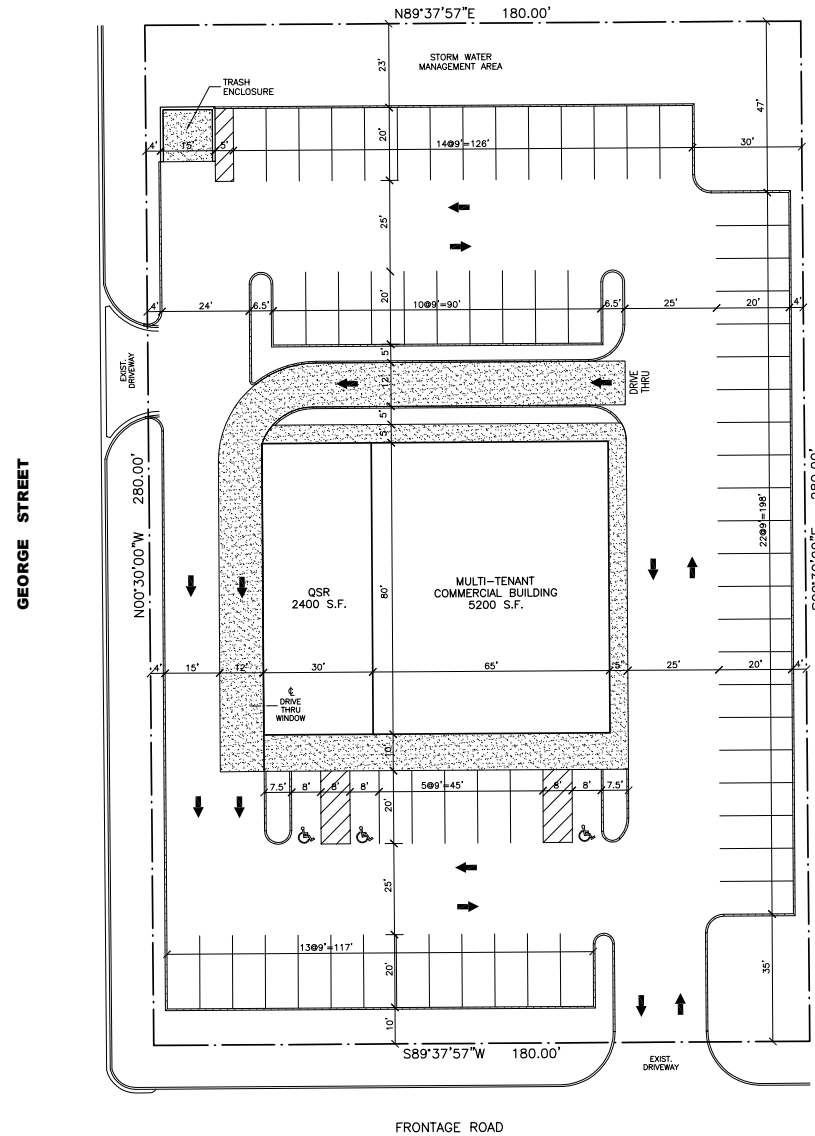 N89°37'57"E 180.00'
STORM WATER
MANAGEMENT AREA
23'
47'
TRASH
ENCLOSURE
4'
15'
5'
20'
14@9'=126'
30'
25'
4'
24'
6.5'
20'
10@9'=90'
6.5'
25'
20'
4'
EXIST.
DRIVEWAY
5'
12'
DRIVE
THRU
5'
5'
GEORGE STREET
N00°30'00"W 280.00'
QSR
2400 S.F.
80'
MULTI-TENANT
COMMERCIAL BUILDING
5200 S.F.
22@9'=198'
280.00'
4'
15'
12'
30'
65'
5'
25'
20'
4'
℄
DRIVE
THRU
WINDOW
10'
7.5'
8'
8'
8'
5@9'=45'
8'
8'
7.5'
20'
25'
13@9'=117'
20'
35'
10'
S89°37'57"W 180.00'
EXIST.
DRIVEWAY
FRONTAGE ROAD